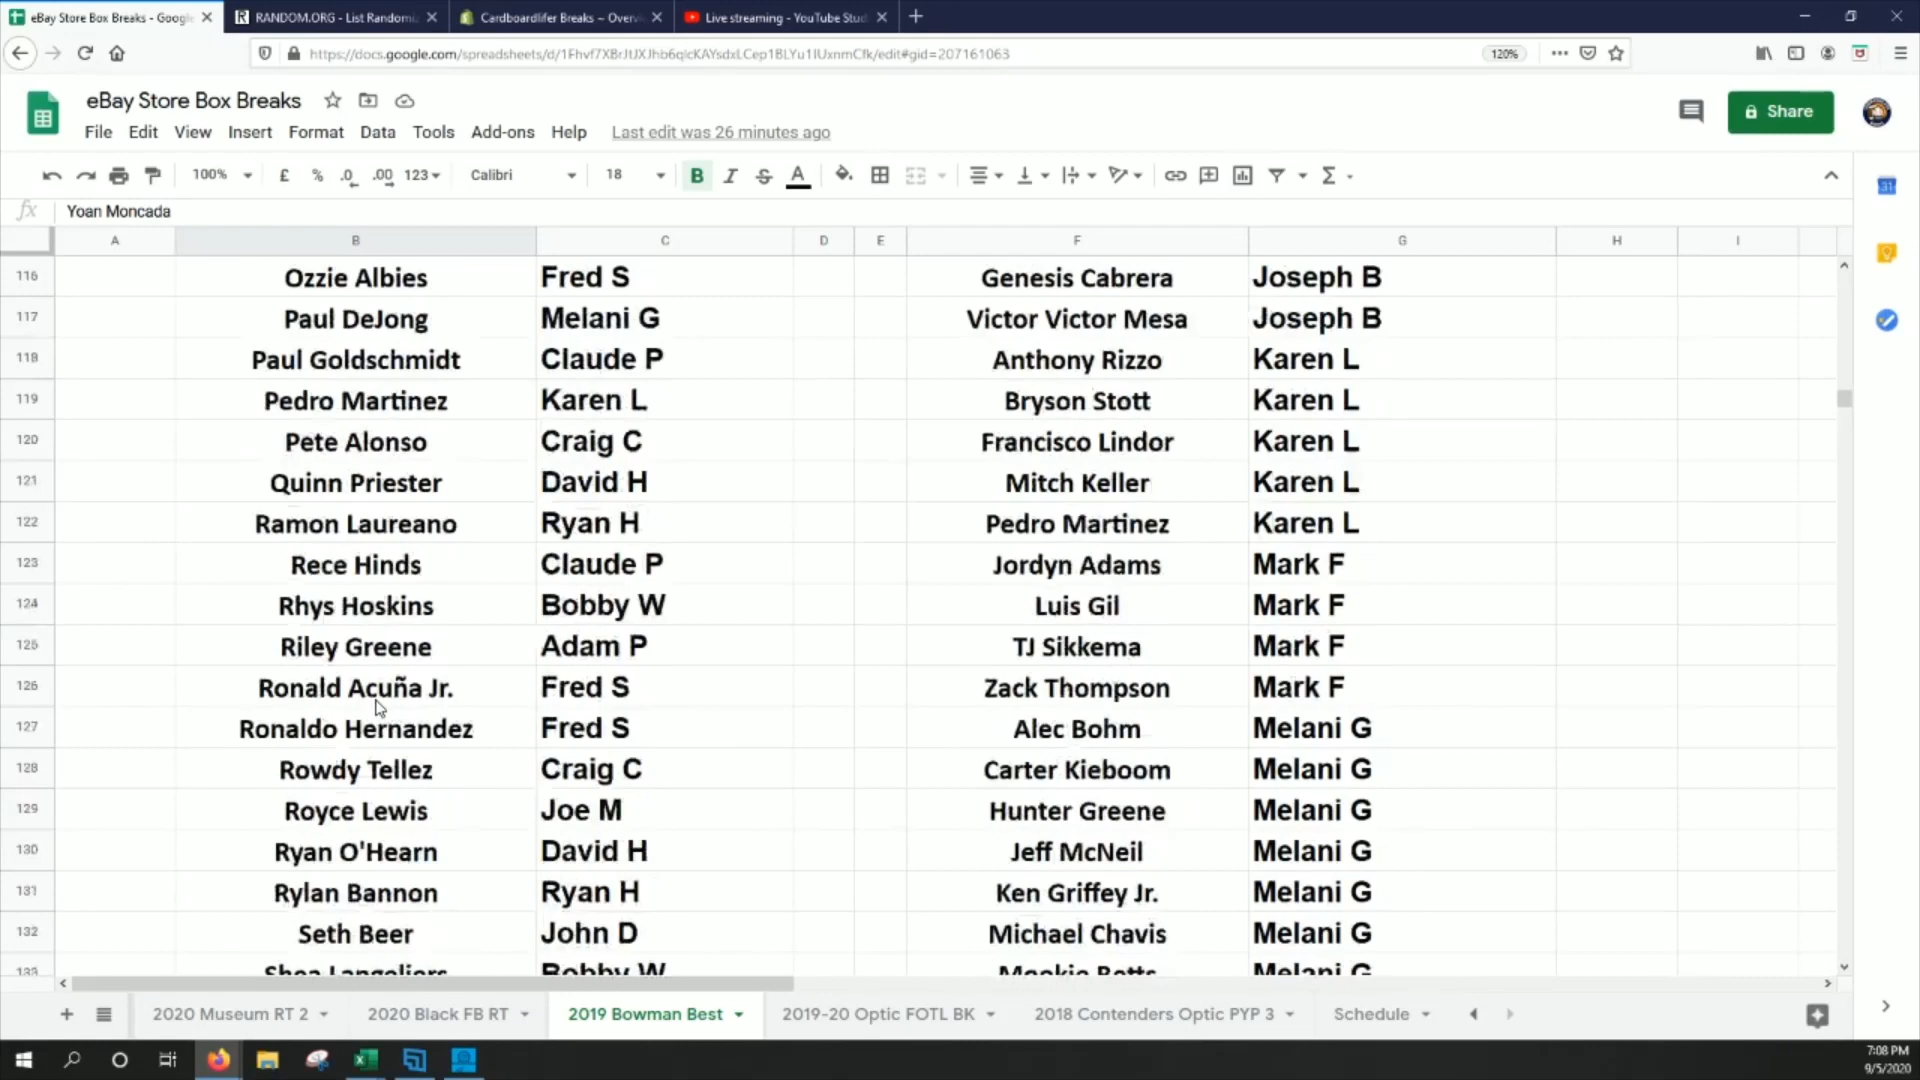 eBay Store Box Breaks - Google
RANDOM.ORG - List Randomi
Cardboardlifer Breaks ~ Overvi
Live streaming - YouTube Stud
120%
eBay Store Box Breaks
File Edit View Insert Format Data Tools Add-ons Help Last edit was 26 minutes ago
Share
100% £ % .0 .00 123 Calibri 18 B I S A Σ
fx Yoan Moncada
A B C D E F G H I
116 Ozzie Albies Fred S Genesis Cabrera Joseph B
117 Paul DeJong Melani G Victor Victor Mesa Joseph B
118 Paul Goldschmidt Claude P Anthony Rizzo Karen L
119 Pedro Martinez Karen L Bryson Stott Karen L
120 Pete Alonso Craig C Francisco Lindor Karen L
121 Quinn Priester David H Mitch Keller Karen L
122 Ramon Laureano Ryan H Pedro Martinez Karen L
123 Rece Hinds Claude P Jordyn Adams Mark F
124 Rhys Hoskins Bobby W Luis Gil Mark F
125 Riley Greene Adam P TJ Sikkema Mark F
126 Ronald Acuña Jr. Fred S Zack Thompson Mark F
127 Ronaldo Hernandez Fred S Alec Bohm Melani G
128 Rowdy Tellez Craig C Carter Kieboom Melani G
129 Royce Lewis Joe M Hunter Greene Melani G
130 Ryan O'Hearn David H Jeff McNeil Melani G
131 Rylan Bannon Ryan H Ken Griffey Jr. Melani G
132 Seth Beer John D Michael Chavis Melani G
133 Shea Langeliers Bobby W Mookie Betts Melani G
2020 Museum RT 2 2020 Black FB RT 2019 Bowman Best 2019-20 Optic FOTL BK 2018 Contenders Optic PYP 3 Schedule
7:08 PM
9/5/2020